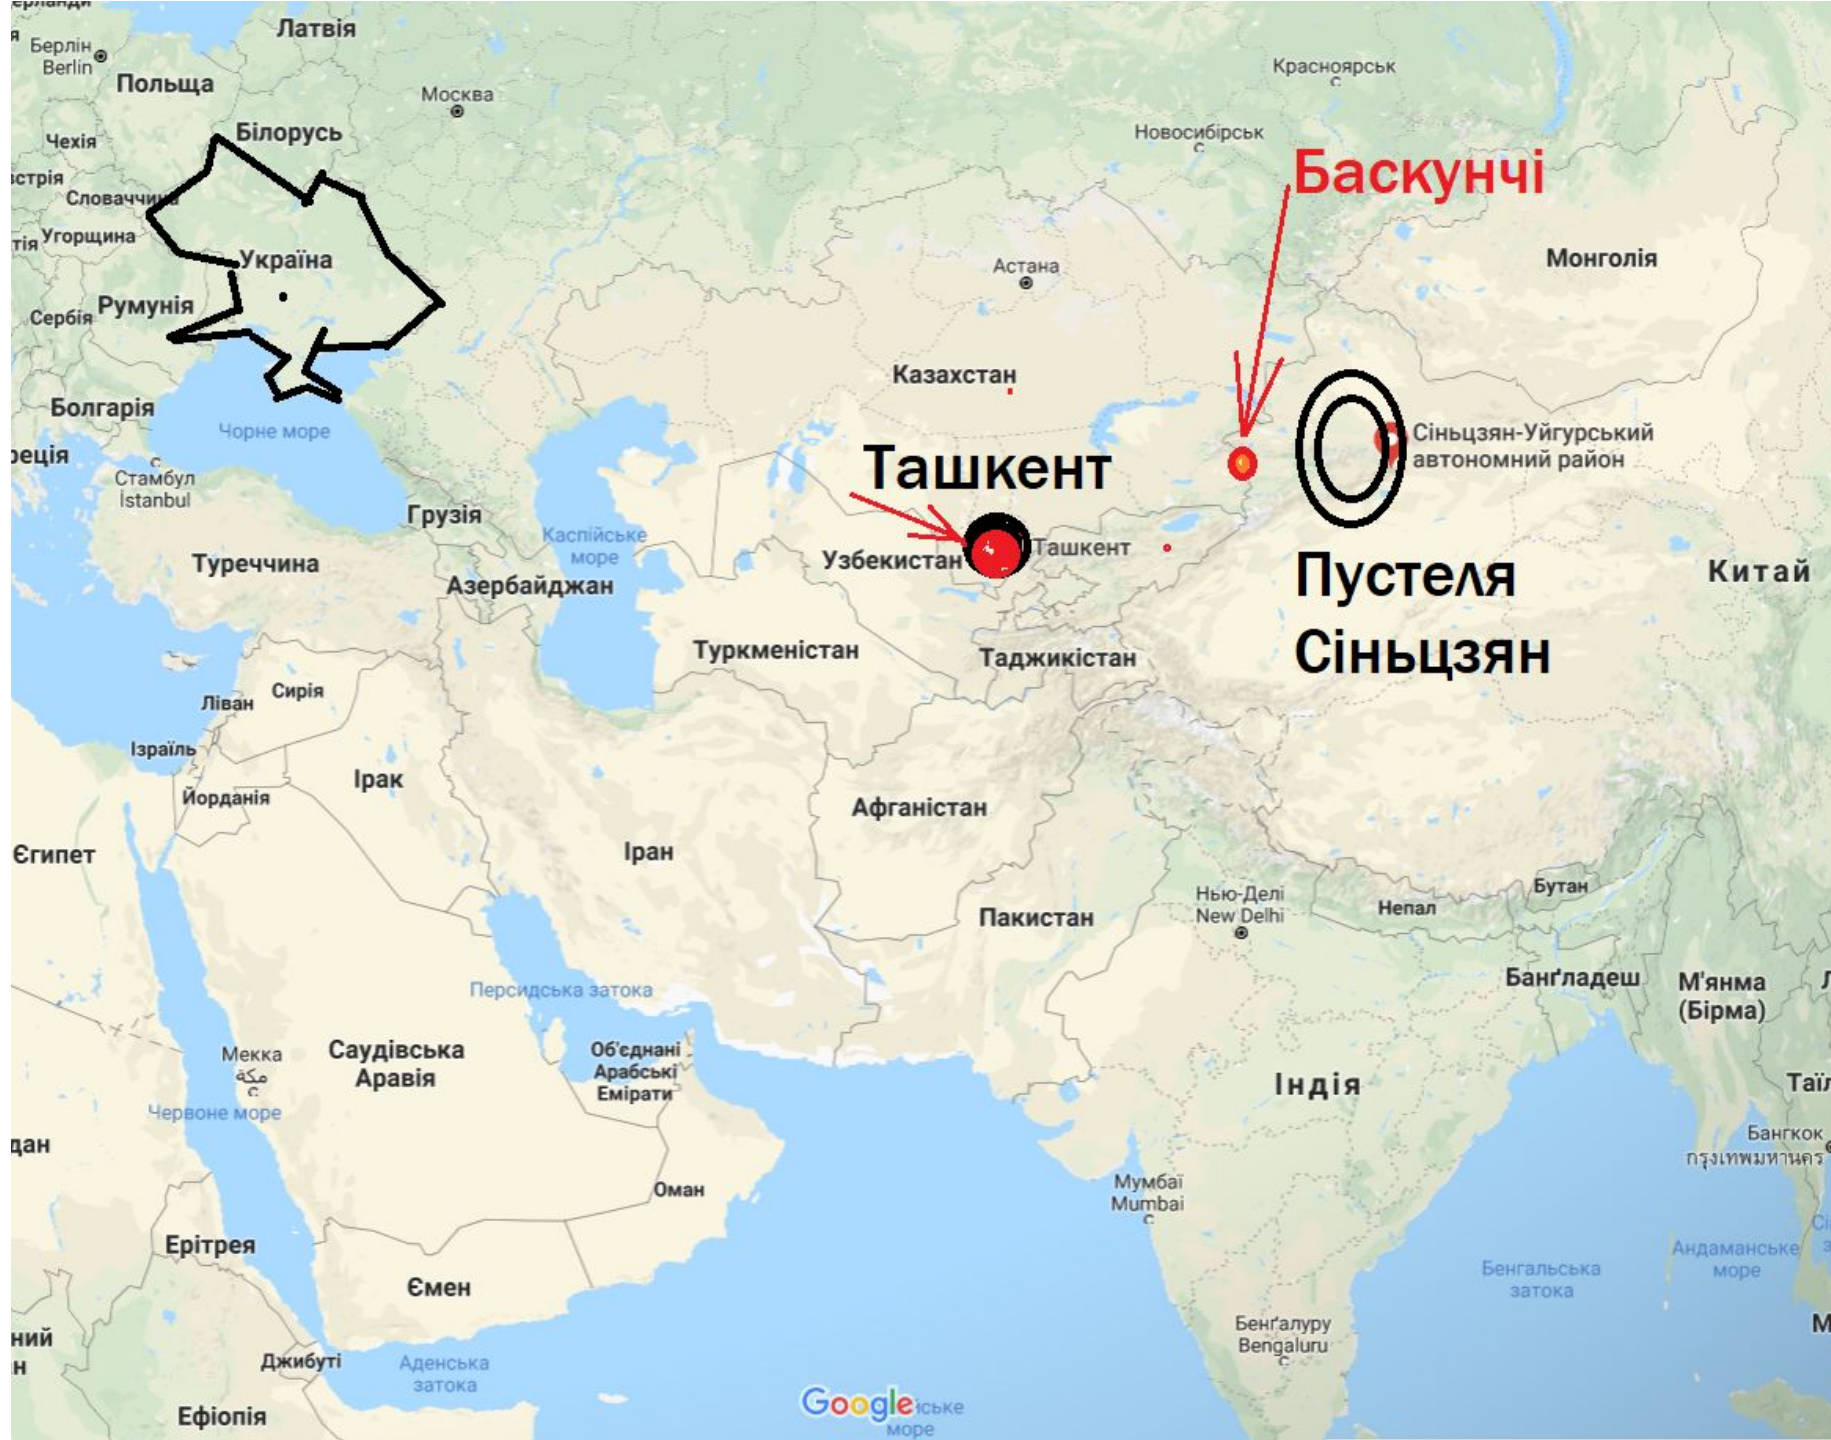 Латвія
Берлін
Berlin
Польща
Москва
Красноярськ
Чехія
Білорусь
Новосибірськ
Баскунчі
Словаччина
Угорщина
Україна
Астана
Монголія
Румунія
Сербія
Казахстан
Болгарія
Чорне море
Сіньцзян-Уйгурський
автономний район
Ташкент
Стамбул
İstanbul
Грузія
Каспійське
море
Узбекистан
Ташкент
Туреччина
Азербайджан
Пустеля
Сіньцзян
Китай
Туркменістан
Таджикістан
Сирія
Ліван
Ізраїль
Ірак
Йорданія
Афганістан
Єгипет
Іран
Нью-Делі
New Delhi
Бутан
Непал
Пакистан
Банґладеш
М'янма
(Бірма)
Персидська затока
Мекка
مكة
Саудівська
Аравія
Об'єднані
Арабські
Емірати
Індія
Червоне море
Бангкок
กรุงเทพมหานคร
Оман
Мумбаї
Mumbai
Ерітрея
Ємен
Бенгальська
затока
Андаманське
море
Бенґалуру
Bengaluru
Джибуті
Аденська
затока
Ефіопія
Google
море